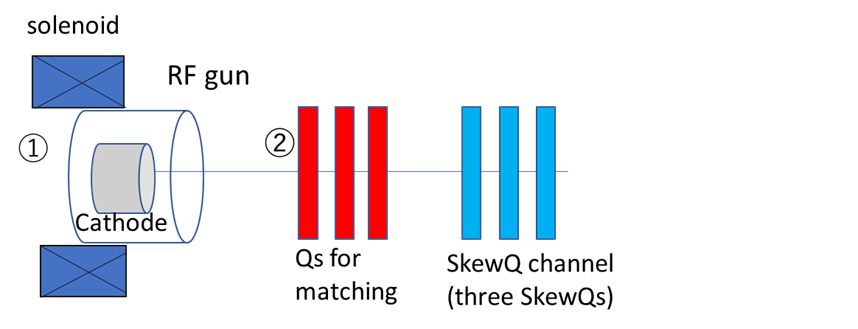 solenoid
RF gun
①
②
Cathode
Qs for
matching
SkewQ channel
(three SkewQs)